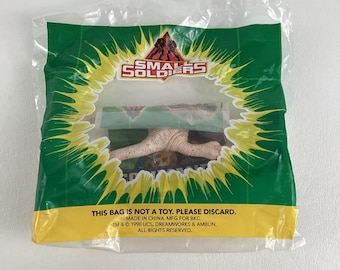 SMALL
SOLDIERS
THIS BAG IS NOT A TOY. PLEASE DISCARD.
MADE IN CHINA, MFG FOR BKC.
TM & © 1998 UCS, DREAMWORKS & AMBLIN.
ALL RIGHTS RESERVED.